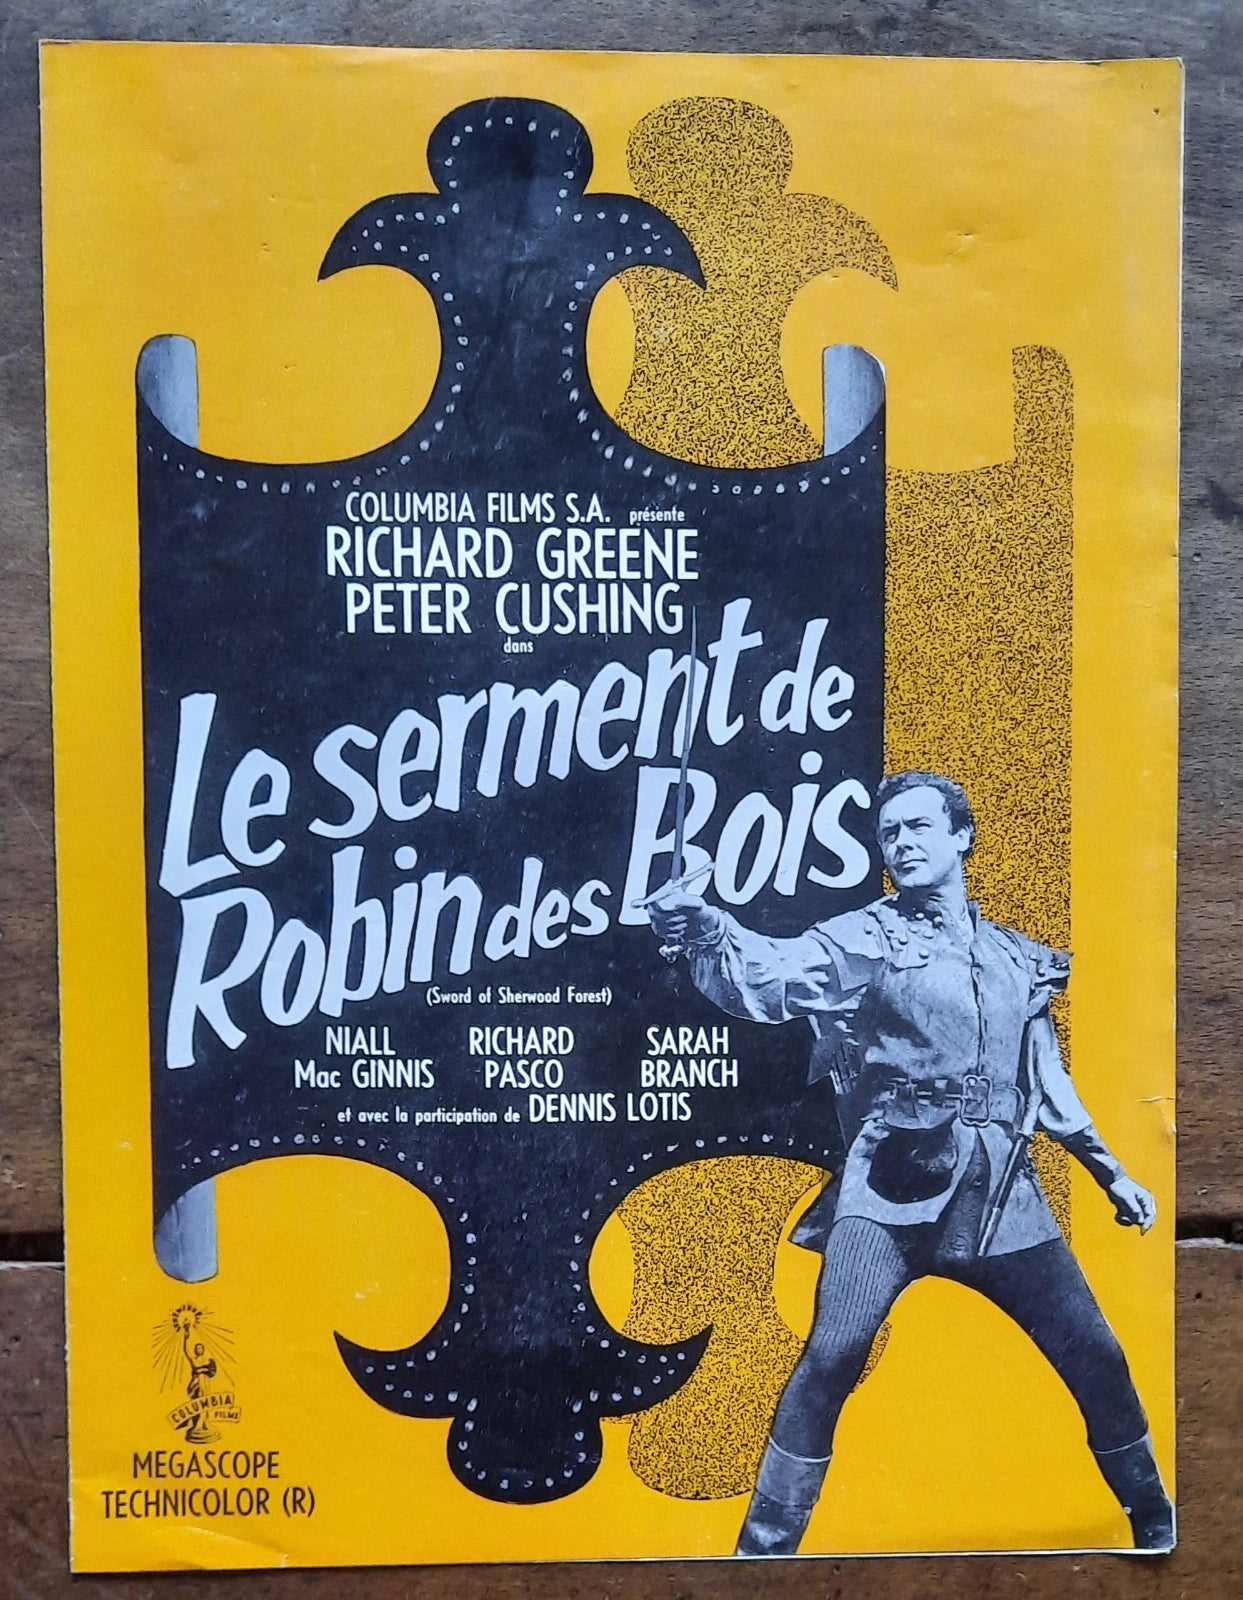 COLUMBIA FILMS S.A. présente
RICHARD GREENE
PETER CUSHING
dans
Le serment de
Robin des Bois
(Sword of Sherwood Forest)
NIALL RICHARD SARAH
Mac GINNIS PASCO BRANCH
et avec la participation de DENNIS LOTIS
COLUMBIA
FILMS
MEGASCOPE
TECHNICOLOR (R)